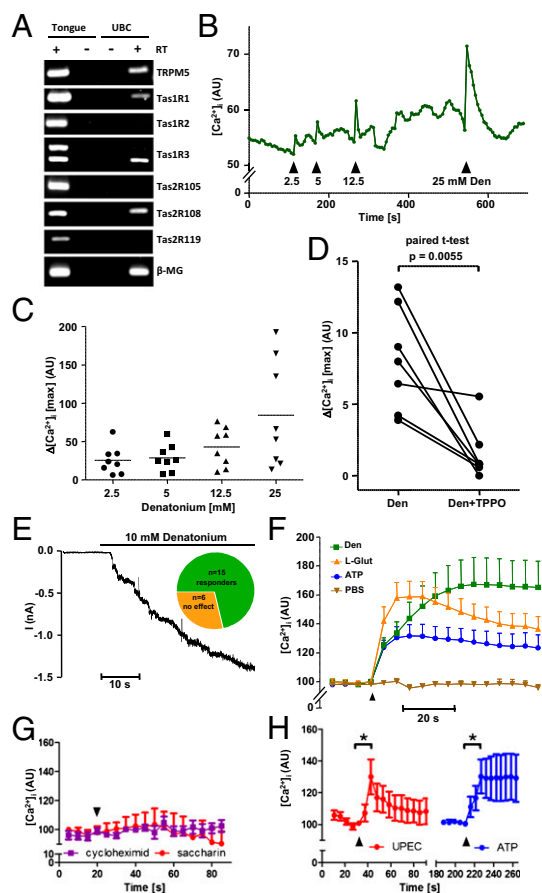 A
Tongue UBC
+ - - + RT
TRPM5
Tas1R1
Tas1R2
Tas1R3
Tas2R105
Tas2R108
Tas2R119
β-MG
B
[Ca²⁺]i (AU)
70
60
50
0
2.5 5 12.5 25 mM Den
0 200 400 600
Time [s]
C
Δ[Ca²⁺]i [max] (AU)
200
150
100
50
0
2.5 5 12.5 25
Denatonium [mM]
D
paired t-test
p = 0.0055
Δ[Ca²⁺]i [max] (AU)
15
10
5
0
Den Den+TPPO
E
10 mM Denatonium
I (nA)
0.0
-0.5
-1.0
-1.5
n=15
responders
n=6
no effect
10 s
F
Den
L-Glut
ATP
PBS
[Ca²⁺]i (AU)
200
180
160
140
120
100
0
20 s
G
[Ca²⁺]i (AU)
160
140
120
100
10
0
cycloheximid saccharin
0 20 40 60 80
Time [s]
H
[Ca²⁺]i (AU)
160
140
120
100
0
* *
UPEC ATP
0 20 40 60 80 180 200 220 240 260
Time [s]